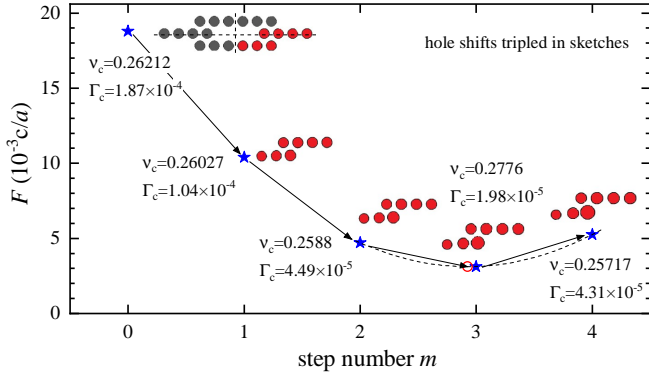 20
15
10
5
0
F (10⁻³c/a)
hole shifts tripled in sketches
ν_c=0.26212
Γ_c=1.87×10⁻⁴
ν_c=0.26027
Γ_c=1.04×10⁻⁴
ν_c=0.2588
Γ_c=4.49×10⁻⁵
ν_c=0.2776
Γ_c=1.98×10⁻⁵
ν_c=0.25717
Γ_c=4.31×10⁻⁵
0 1 2 3 4
step number m